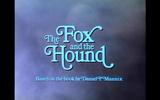 The Fox
and the
Hound
Based on the book by Daniel P. Mannix